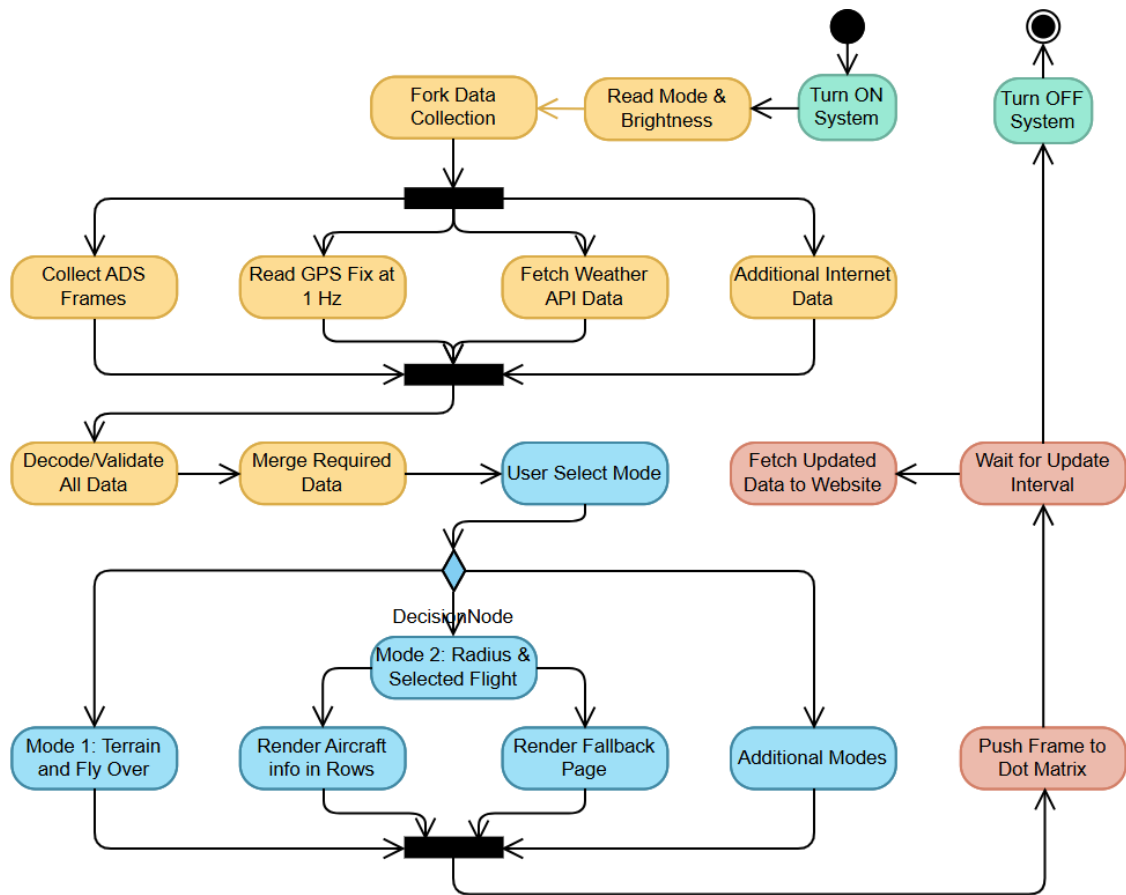 Fork Data
Collection
Read Mode &
Brightness
Turn ON
System
Turn OFF
System
Collect ADS
Frames
Read GPS Fix at
1 Hz
Fetch Weather
API Data
Additional Internet
Data
Decode/Validate
All Data
Merge Required
Data
User Select Mode
Fetch Updated
Data to Website
Wait for Update
Interval
DecisionNode
Mode 2: Radius &
Selected Flight
Mode 1: Terrain
and Fly Over
Render Aircraft
info in Rows
Render Fallback
Page
Additional Modes
Push Frame to
Dot Matrix